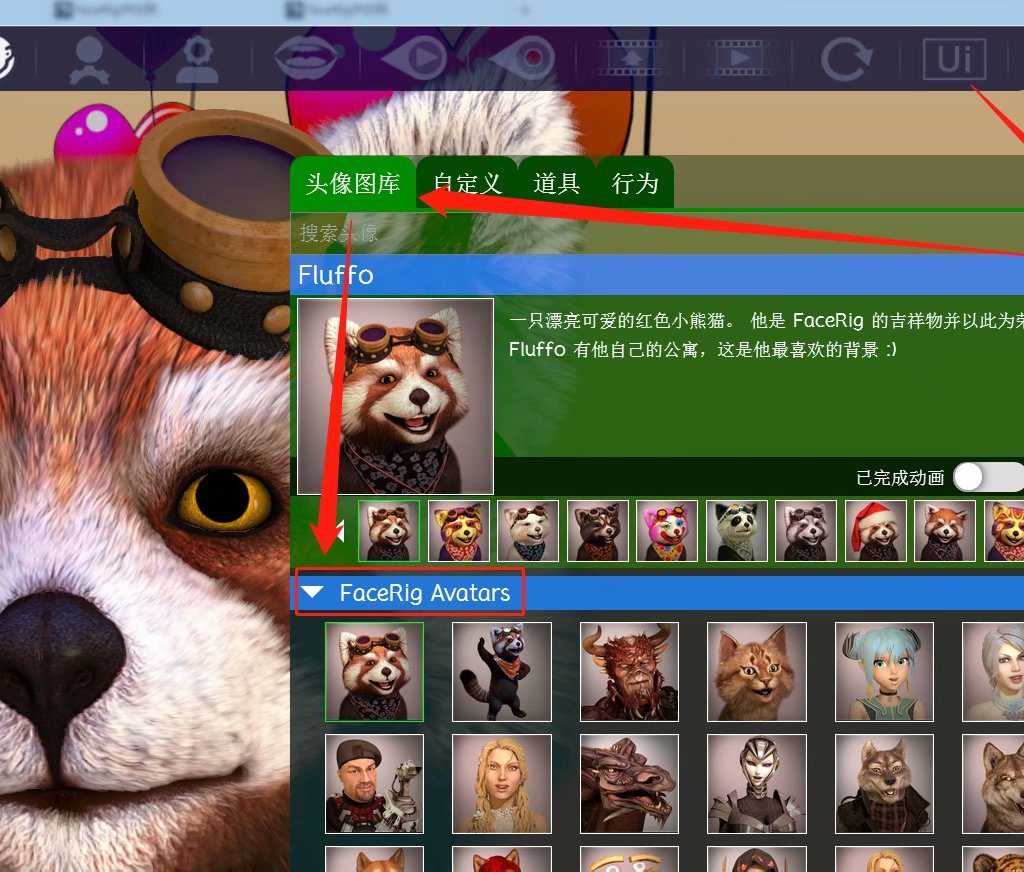 Ui
头像图库 自定义 道具 行为
搜索头像
Fluffo
一只漂亮可爱的红色小熊猫。 他是 FaceRig 的吉祥物并以此为荣
Fluffo 有他自己的公寓，这是他最喜欢的背景 :)
已完成动画
FaceRig Avatars